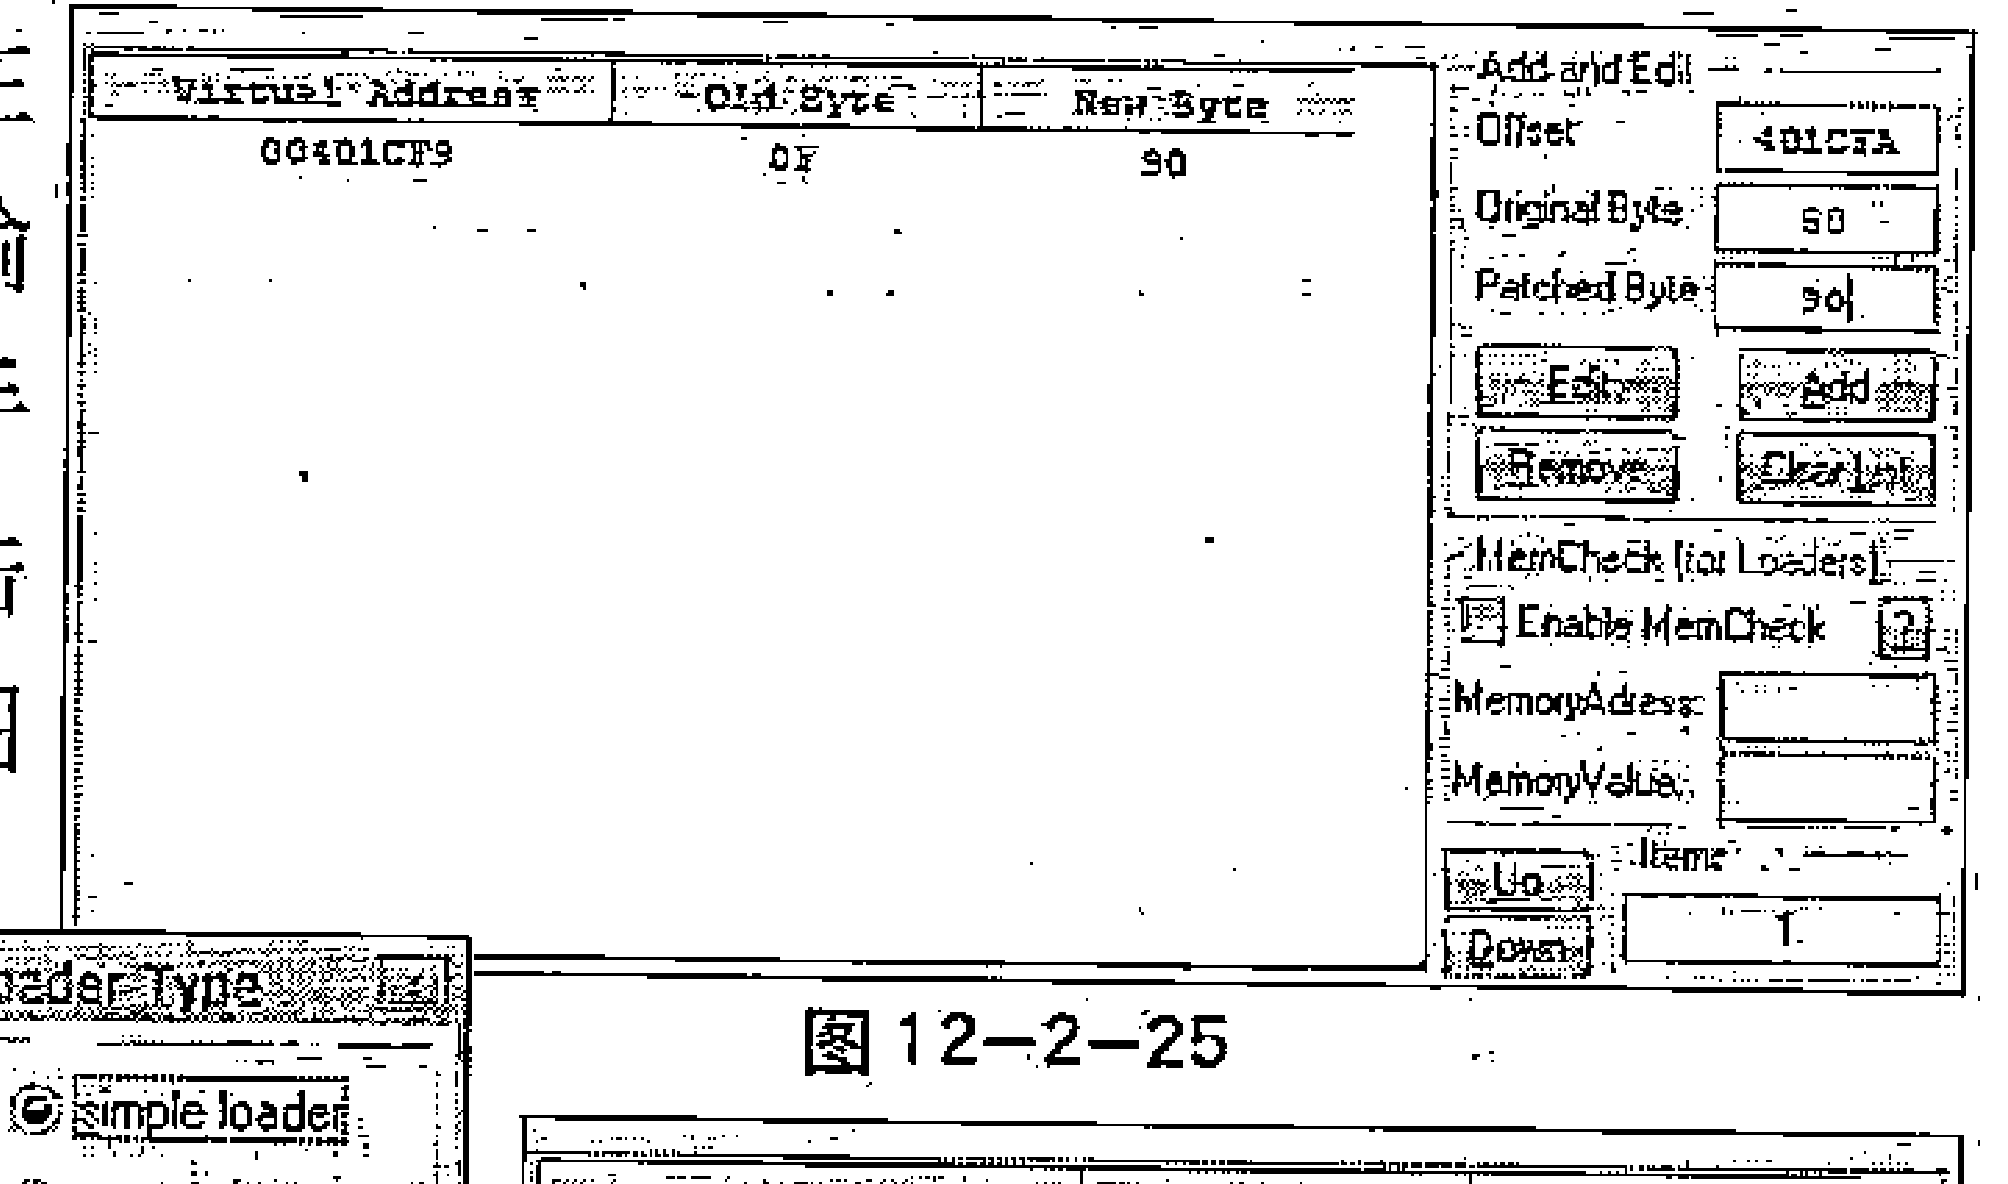 Virtual Address Old Byte New Byte
00401CF9 0F 90
Add and Edit
Offset 401CFA
Original Byte
Patched Byte 90
Edit Add
Remove Clear List
MemCheck (for Loaders)
Enable MemCheck ?
MemoryAdress:
MemoryValue:
Items
Up 1
Down
图 12-2-25
oader Type
simple loader